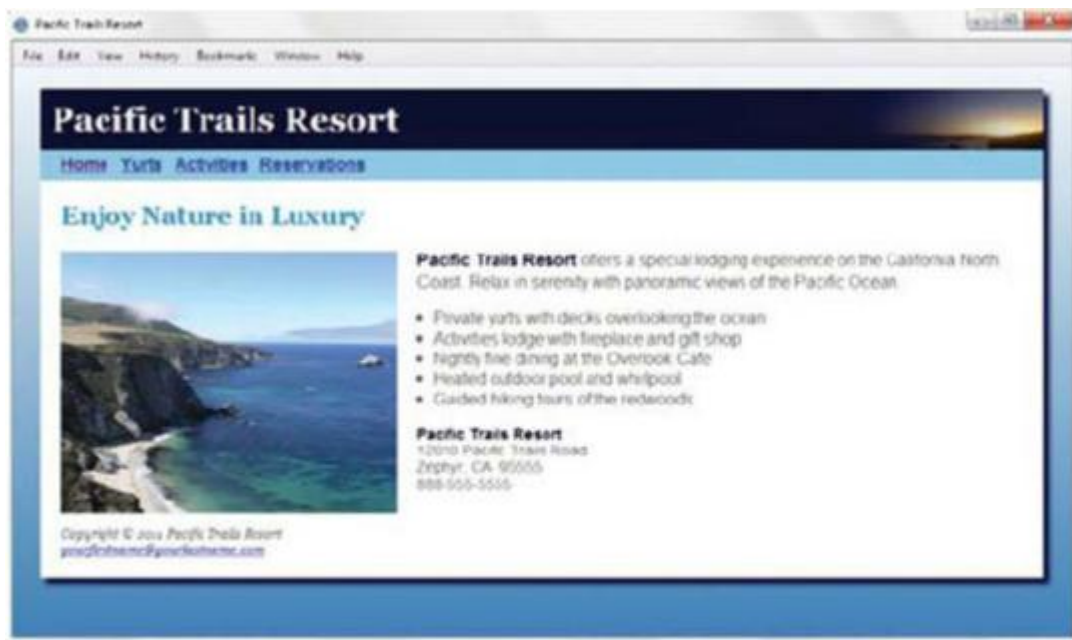 Pacific Trails Resort
File Edit View History Bookmarks Window Help
Pacific Trails Resort
Home Yurts Activities Reservations
Enjoy Nature in Luxury
Pacific Trails Resort offers a special lodging experience on the California North
Coast. Relax in serenity with panoramic views of the Pacific Ocean.
• Private yurts with decks overlooking the ocean
• Activities lodge with fireplace and gift shop
• Nightly fine dining at the Overlook Cafe
• Heated outdoor pool and whirlpool
• Guided hiking tours of the redwoods
Pacific Trails Resort
12010 Pacific Trails Road
Zephyr, CA 95555
888-555-5555
Copyright © Pacific Trails Resort
yourfirstname@yourlastname.com